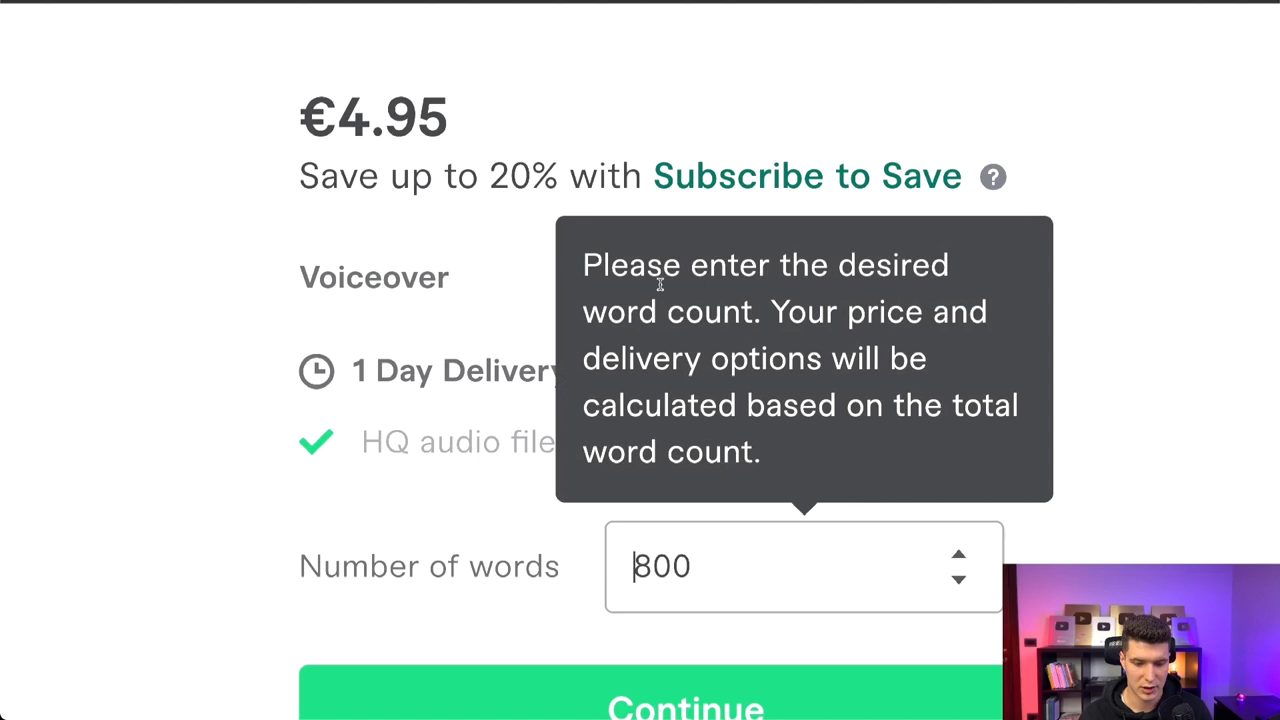 €4.95
Save up to 20% with Subscribe to Save ?
Please enter the desired
word count. Your price and
delivery options will be
calculated based on the total
word count.
Voiceover
1 Day Delivery
HQ audio file
Number of words
800
Continue